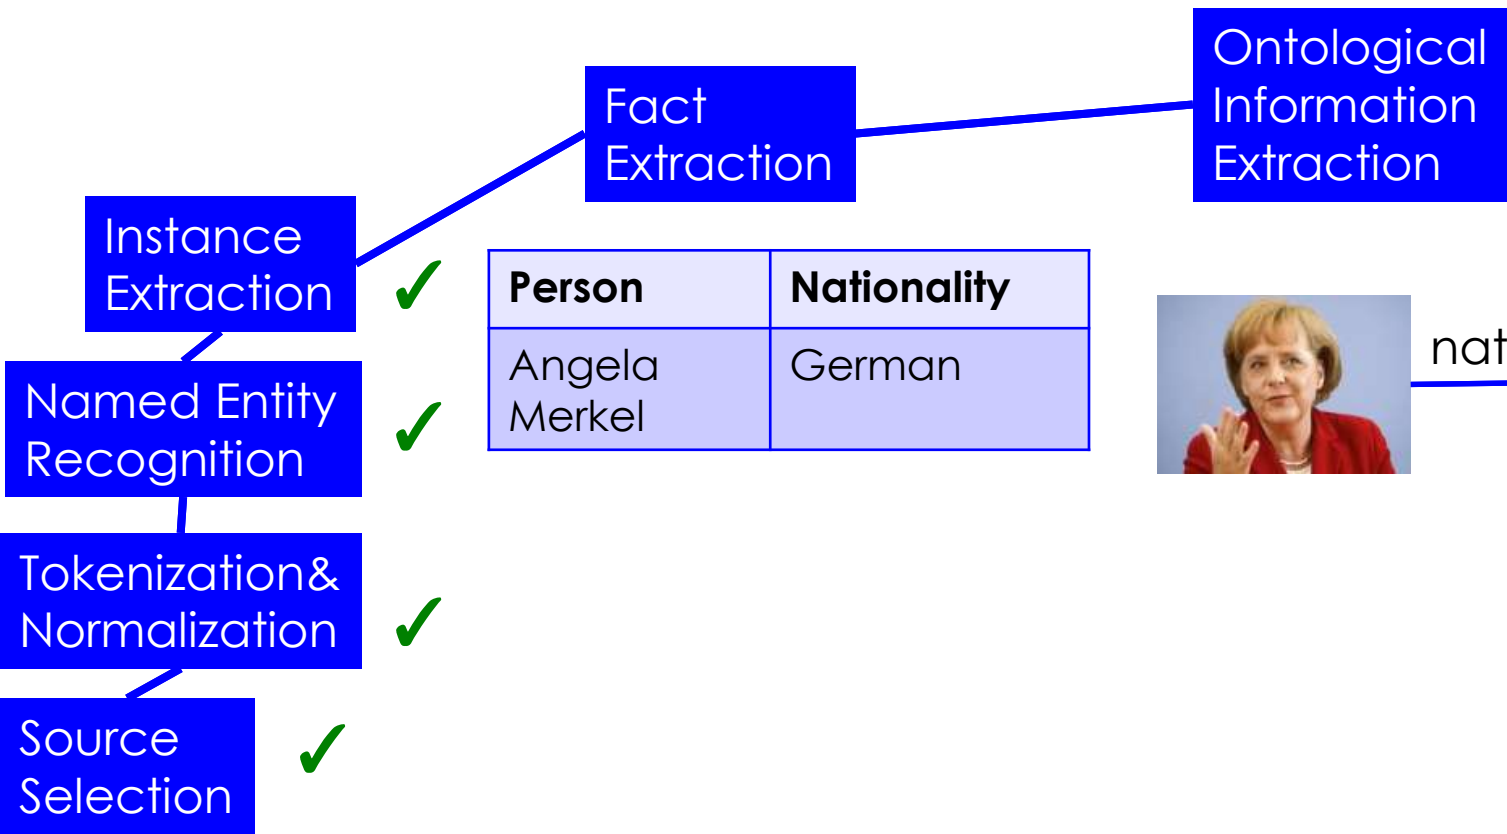 Ontological
Information
Extraction
Fact
Extraction
Instance
Extraction
Person Nationality
Angela German
Merkel
nat
Named Entity
Recognition
Tokenization&
Normalization
Source
Selection